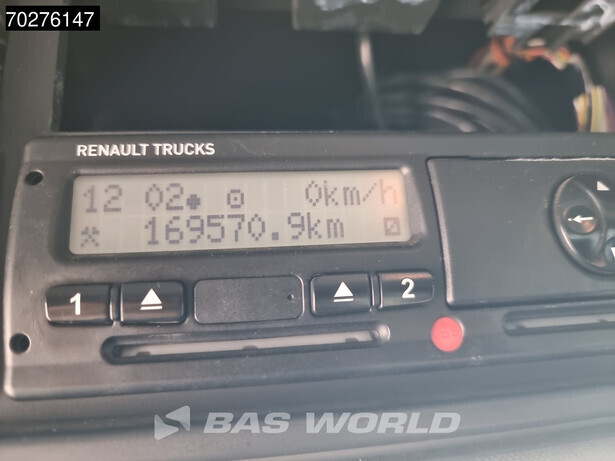 70276147
RENAULT TRUCKS
12 02 0km/h
169570.9km
1 2
BAS WORLD